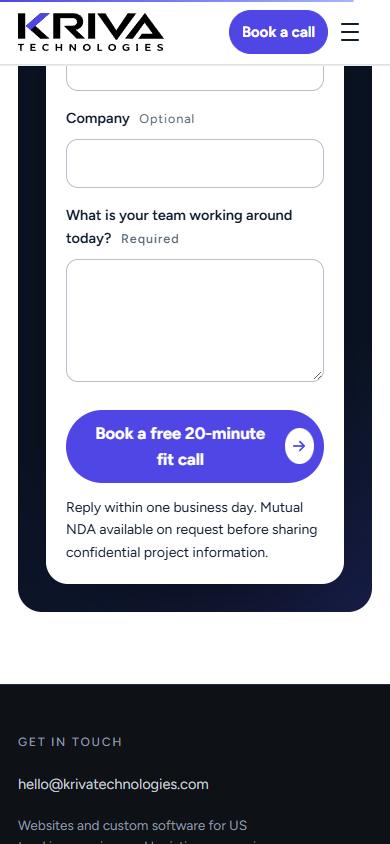 KRIVA
TECHNOLOGIES
Book a call
Company Optional
What is your team working around
today? Required
Book a free 20-minute
fit call
Reply within one business day. Mutual
NDA available on request before sharing
confidential project information.
GET IN TOUCH
hello@krivatechnologies.com
Websites and custom software for US